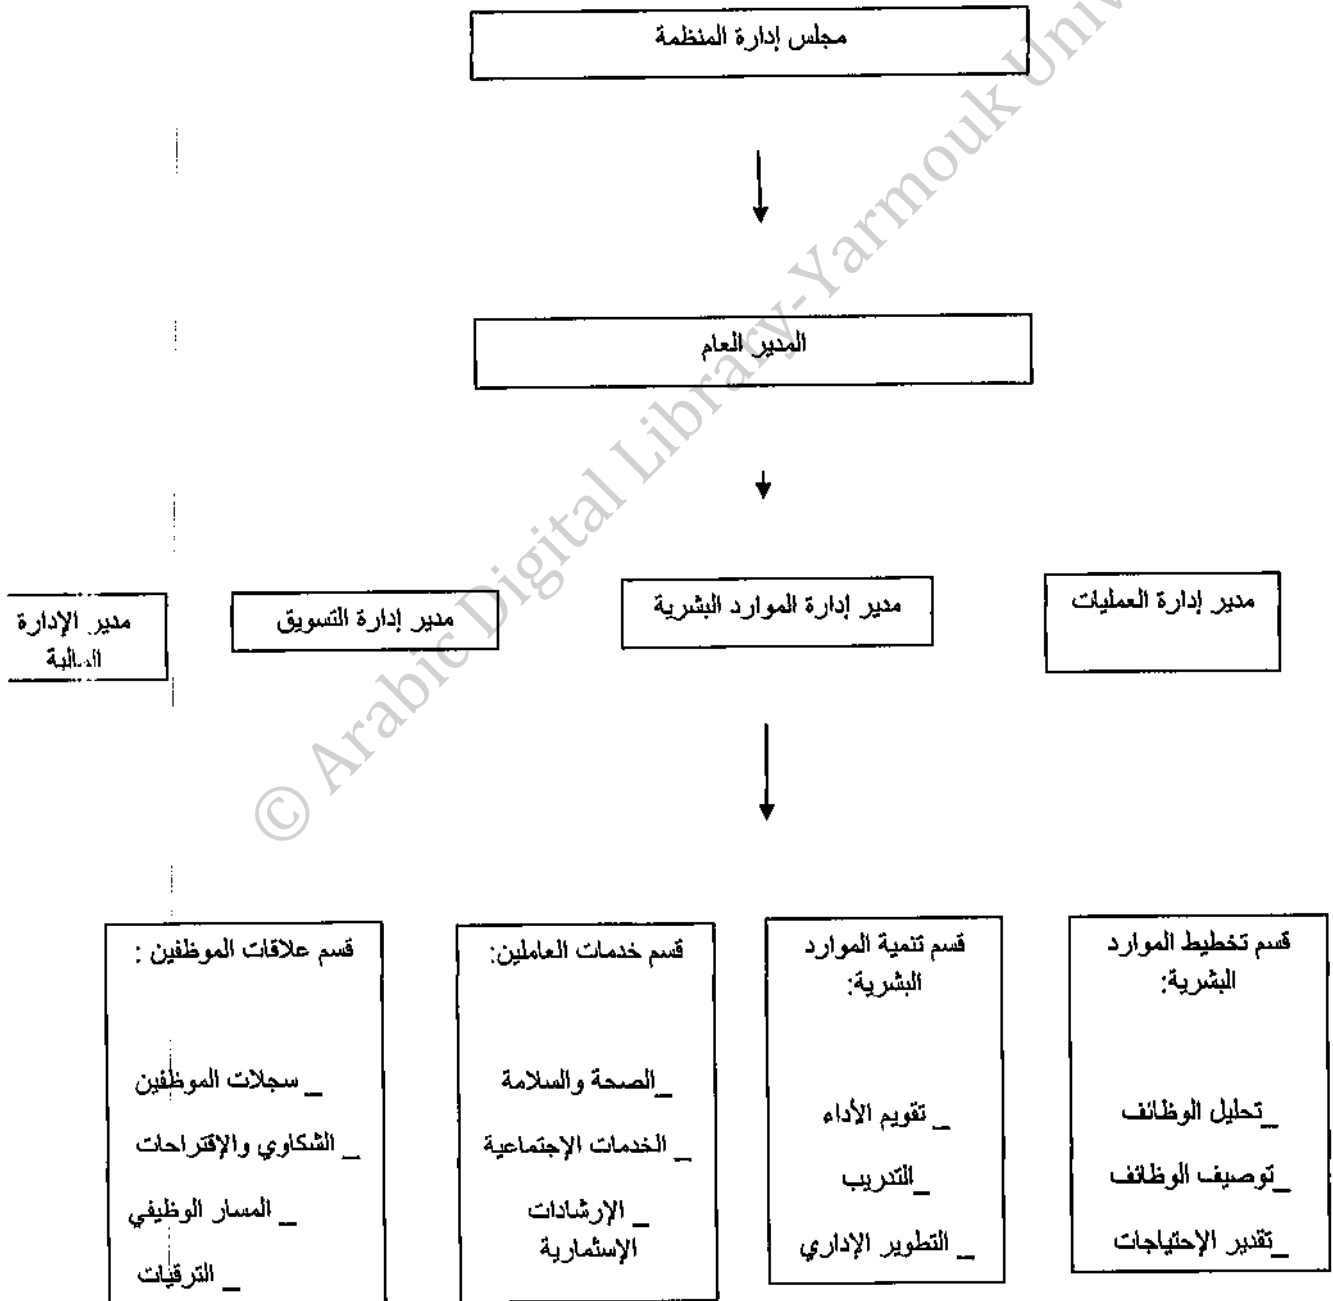 مجلس إدارة المنظمة
المدير العام
مدير إدارة العمليات
مدير إدارة الموارد البشرية
مدير إدارة التسويق
مدير الإدارة
المالية
قسم تخطيط الموارد
البشرية:
_تحليل الوظائف
_توصيف الوظائف
_تقدير الإحتياجات
قسم تنمية الموارد
البشرية:
_ تقويم الأداء
_التدريب
_ التطوير الإداري
قسم خدمات العاملين:
_الصحة والسلامة
_ الخدمات الإجتماعية
_ الإرشادات
الإستثمارية
قسم علاقات الموظفين :
_ سجلات الموظفين
_ الشكاوي والإقتراحات
_ المسار الوظيفي
_ الترقيات
© Arabic Digital Library-Yarmouk